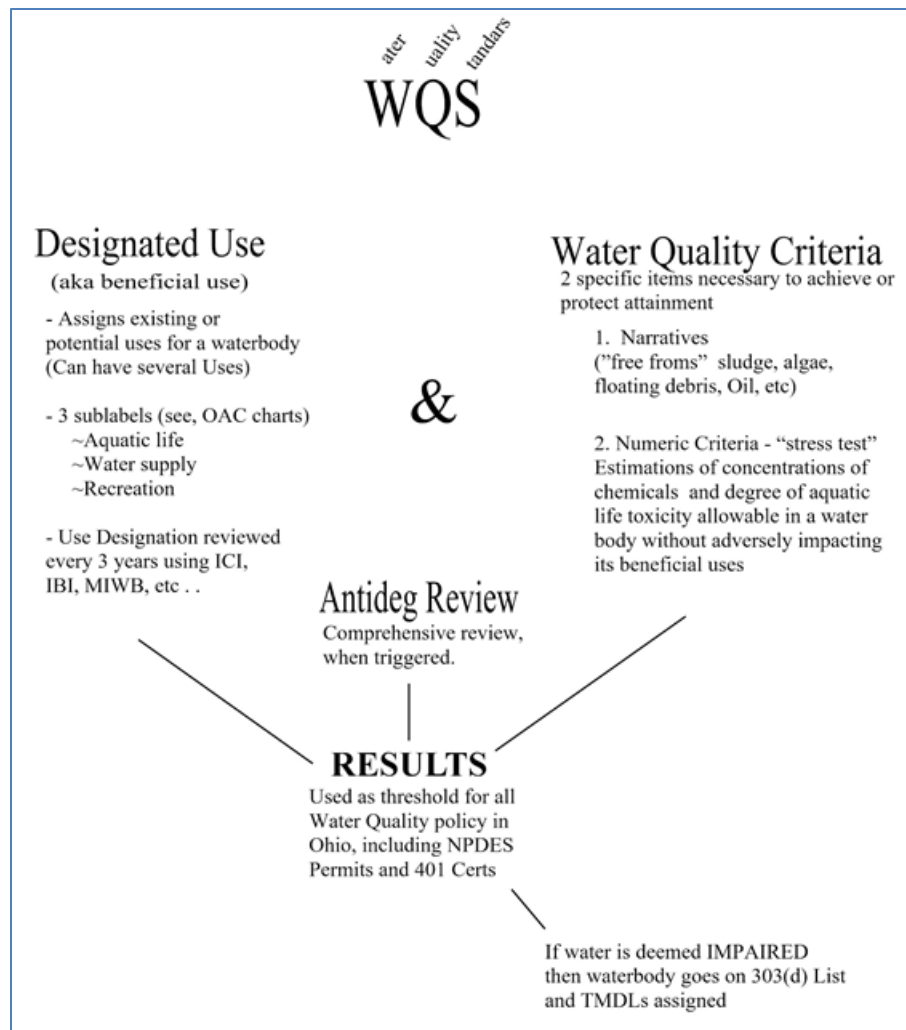 ater uality tandars
WQS
Designated Use
(aka beneficial use)
- Assigns existing or
potential uses for a waterbody
(Can have several Uses)
- 3 sublabels (see, OAC charts)
~Aquatic life
~Water supply
~Recreation
- Use Designation reviewed
every 3 years using ICI,
IBI, MIWB, etc . .
&
Water Quality Criteria
2 specific items necessary to achieve or
protect attainment
1. Narratives
("free froms" sludge, algae,
floating debris, Oil, etc)
2. Numeric Criteria - “stress test”
Estimations of concentrations of
chemicals and degree of aquatic
life toxicity allowable in a water
body without adversely impacting
its beneficial uses
Antideg Review
Comprehensive review,
when triggered.
RESULTS
Used as threshold for all
Water Quality policy in
Ohio, including NPDES
Permits and 401 Certs
If water is deemed IMPAIRED
then waterbody goes on 303(d) List
and TMDLs assigned